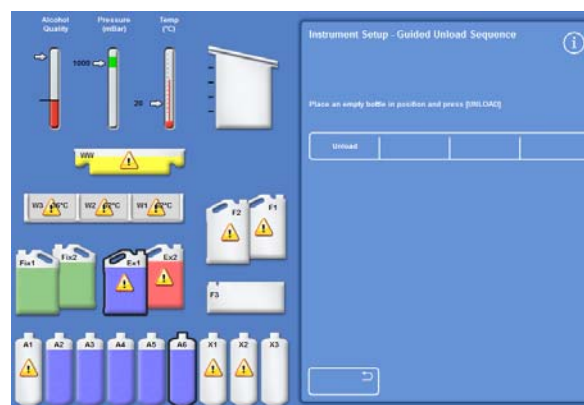 Alcohol Quality
Pressure (mBar)
Temp (°C)
1000
20
WW
W3
W2
W1
F2
F1
Fix1
Fix2
Ex1
Ex2
F3
A1
A2
A3
A4
A5
A6
X1
X2
X3
Instrument Setup - Guided Unload Sequence
i
Place an empty bottle in position and press [UNLOAD]
Unload